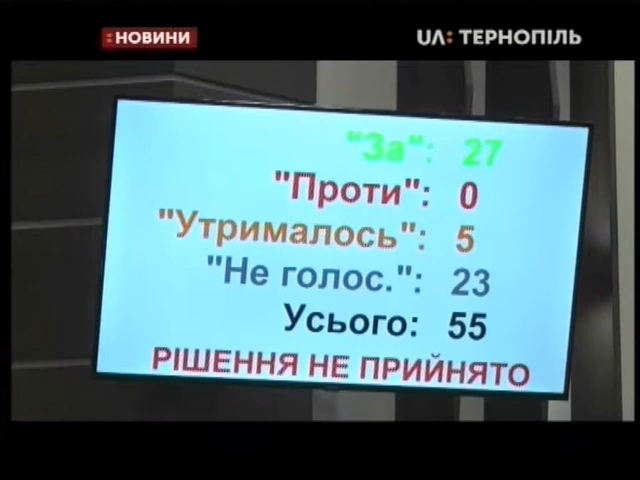 :НОВИНИ
UA: ТЕРНОПІЛЬ
"За": 27
"Проти": 0
"Утрималось": 5
"Не голос.": 23
Усього: 55
РІШЕННЯ НЕ ПРИЙНЯТО